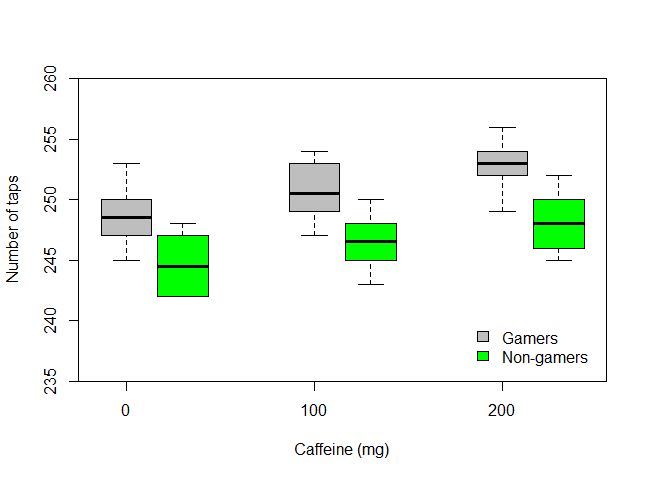 260
255
250
245
240
235
Number of taps
Gamers
Non-gamers
0
100
200
Caffeine (mg)